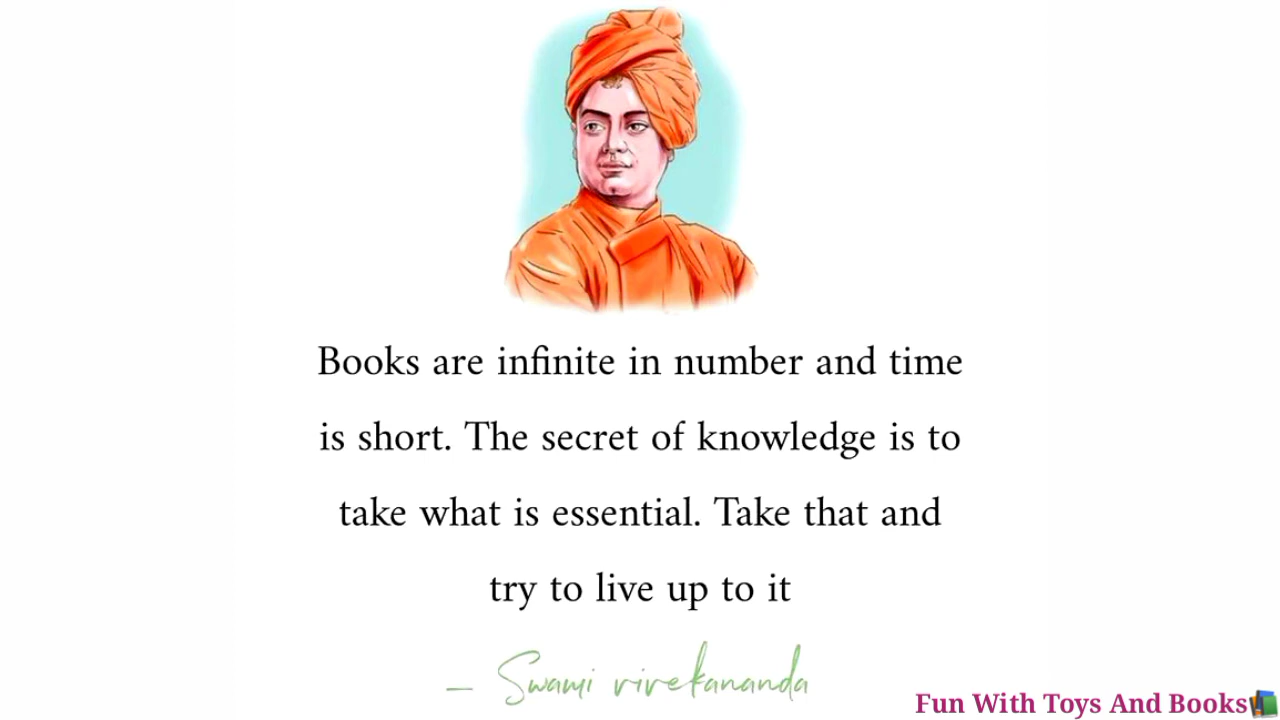 Books are infinite in number and time
is short. The secret of knowledge is to
take what is essential. Take that and
try to live up to it
– Swami vivekananda
Fun With Toys And Books📚